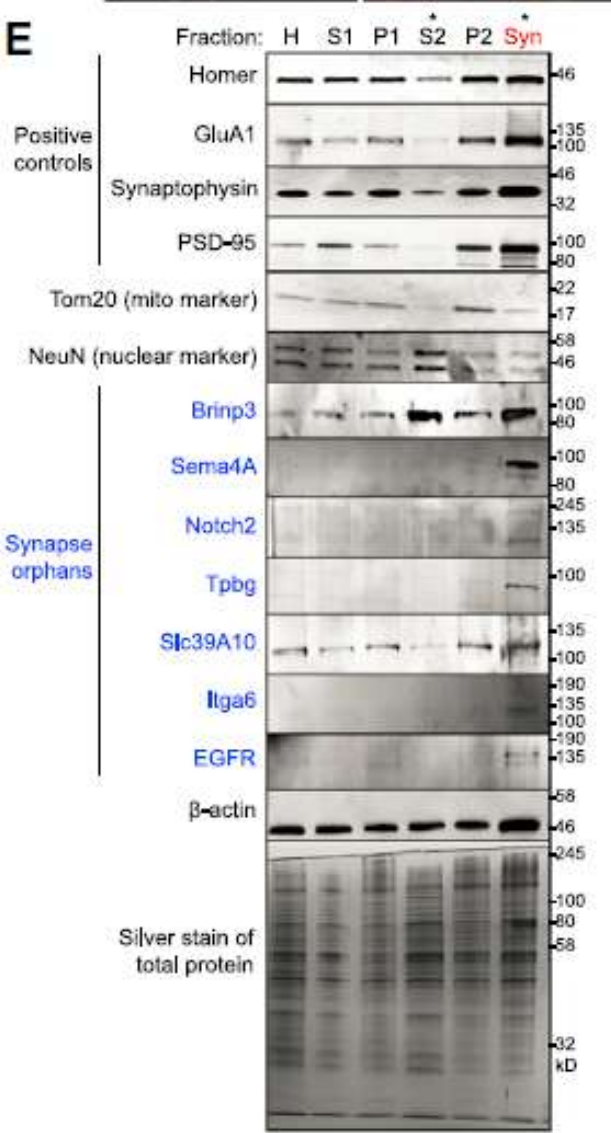 E
* *
Fraction: H S1 P1 S2 P2 Syn
Homer 46
Positive controls
GluA1 135 100
Synaptophysin 46 32
PSD-95 100 80
Tom20 (mito marker) 22 17
NeuN (nuclear marker) 58 46
Synapse orphans
Brinp3 100 80
Sema4A 100 80
Notch2 245 135
Tpbg 100
Slc39A10 135 100
Itga6 190 135 100
EGFR 190 135
β-actin 58 46
Silver stain of total protein
245
100
80
58
32
kD